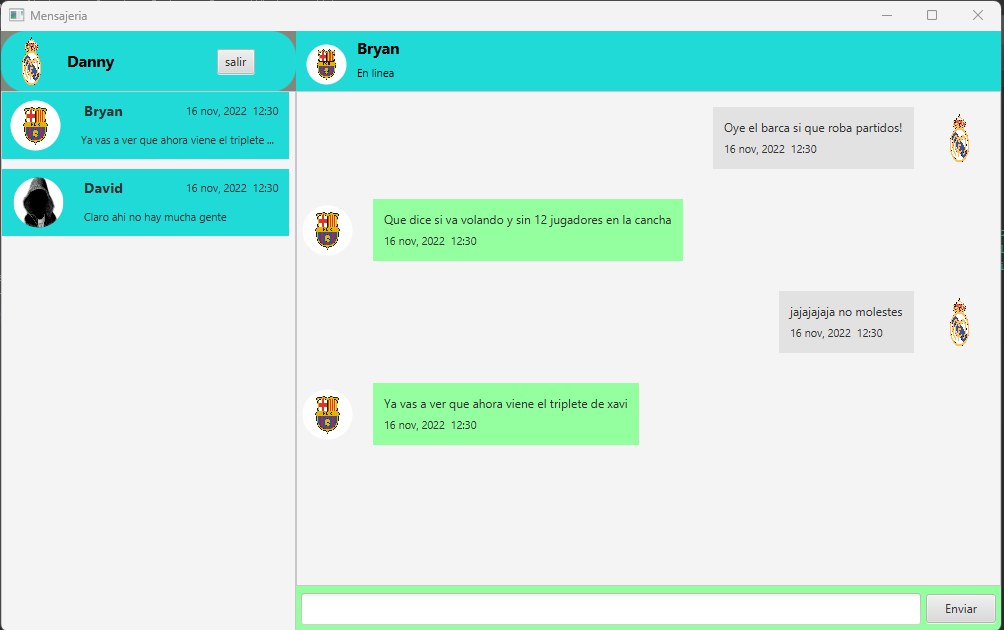 Mensajeria
Danny
salir
Bryan
16 nov, 2022 12:30
Ya vas a ver que ahora viene el triplete ...
David
16 nov, 2022 12:30
Claro ahi no hay mucha gente
Bryan
En linea
Oye el barca si que roba partidos!
16 nov, 2022 12:30
Que dice si va volando y sin 12 jugadores en la cancha
16 nov, 2022 12:30
jajajajaja no molestes
16 nov, 2022 12:30
Ya vas a ver que ahora viene el triplete de xavi
16 nov, 2022 12:30
Enviar